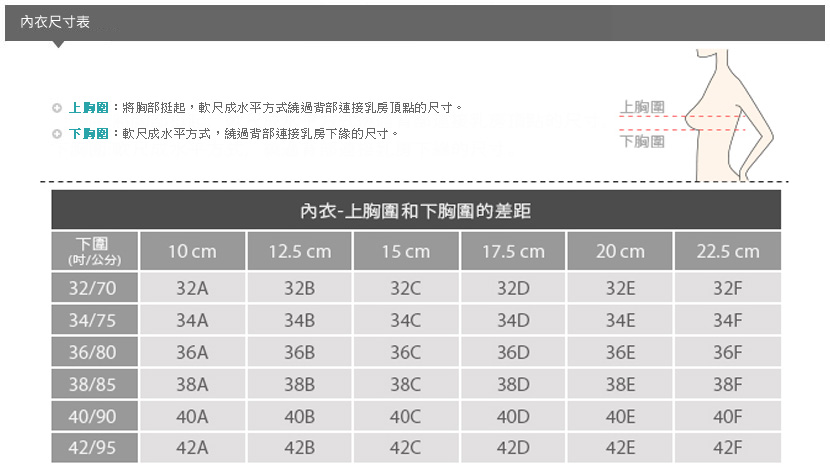 內衣尺寸表
上胸圍：將胸部挺起，軟尺成水平方式繞過背部連接乳房頂點的尺寸。
下胸圍：軟尺成水平方式，繞過背部連接乳房下緣的尺寸。
上胸圍
下胸圍
內衣-上胸圍和下胸圍的差距
下圍 (吋/公分) 10 cm 12.5 cm 15 cm 17.5 cm 20 cm 22.5 cm
32/70 32A 32B 32C 32D 32E 32F
34/75 34A 34B 34C 34D 34E 34F
36/80 36A 36B 36C 36D 36E 36F
38/85 38A 38B 38C 38D 38E 38F
40/90 40A 40B 40C 40D 40E 40F
42/95 42A 42B 42C 42D 42E 42F